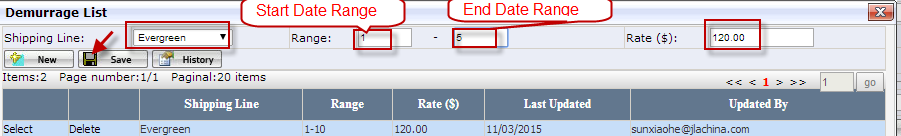 Demurrage List
Start Date Range
End Date Range
Shipping Line: Evergreen Range: 1 - 5 Rate ($): 120.00
New Save History
Items:2 Page number:1/1 Paginal:20 items << < 1 > >> 1 go
Shipping Line Range Rate ($) Last Updated Updated By
Select Delete Evergreen 1-10 120.00 11/03/2015 sunxiaohe@jlachina.com